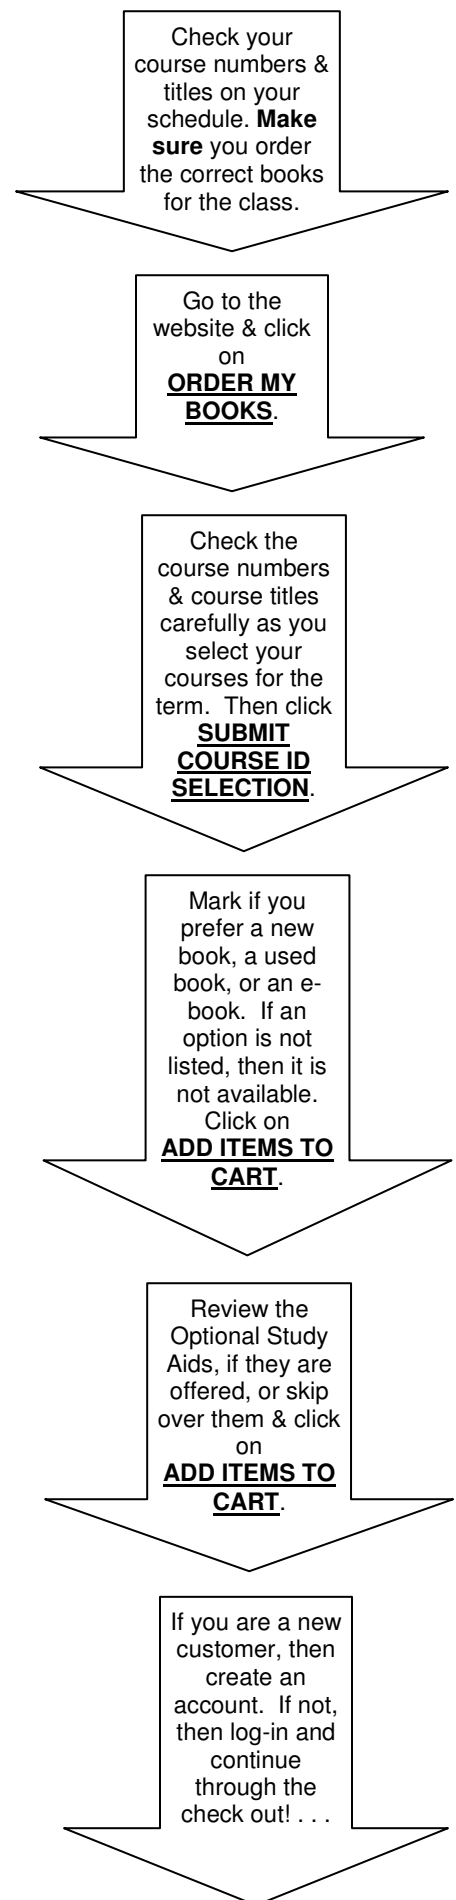 Check your
course numbers &
titles on your
schedule. Make
sure you order
the correct books
for the class.
Go to the
website & click
on
ORDER MY
BOOKS.
Check the
course numbers
& course titles
carefully as you
select your
courses for the
term. Then click
SUBMIT
COURSE ID
SELECTION.
Mark if you
prefer a new
book, a used
book, or an e-
book. If an
option is not
listed, then it is
not available.
Click on
ADD ITEMS TO
CART.
Review the
Optional Study
Aids, if they are
offered, or skip
over them & click
on
ADD ITEMS TO
CART.
If you are a new
customer, then
create an
account. If not,
then log-in and
continue
through the
check out! . . .